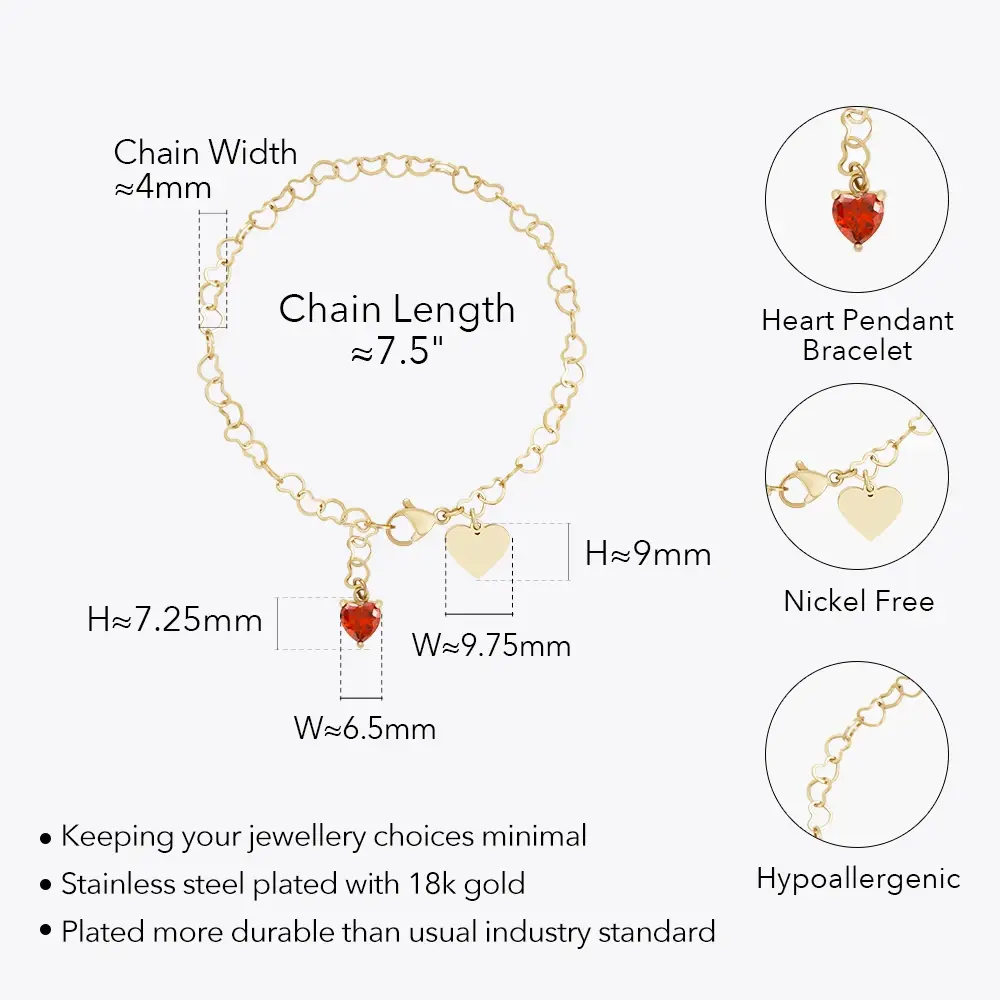 Chain Width
≈4mm
Chain Length
≈7.5"
H≈9mm
H≈7.25mm
W≈9.75mm
W≈6.5mm
Heart Pendant
Bracelet
Nickel Free
Hypoallergenic
• Keeping your jewellery choices minimal
• Stainless steel plated with 18k gold
• Plated more durable than usual industry standard